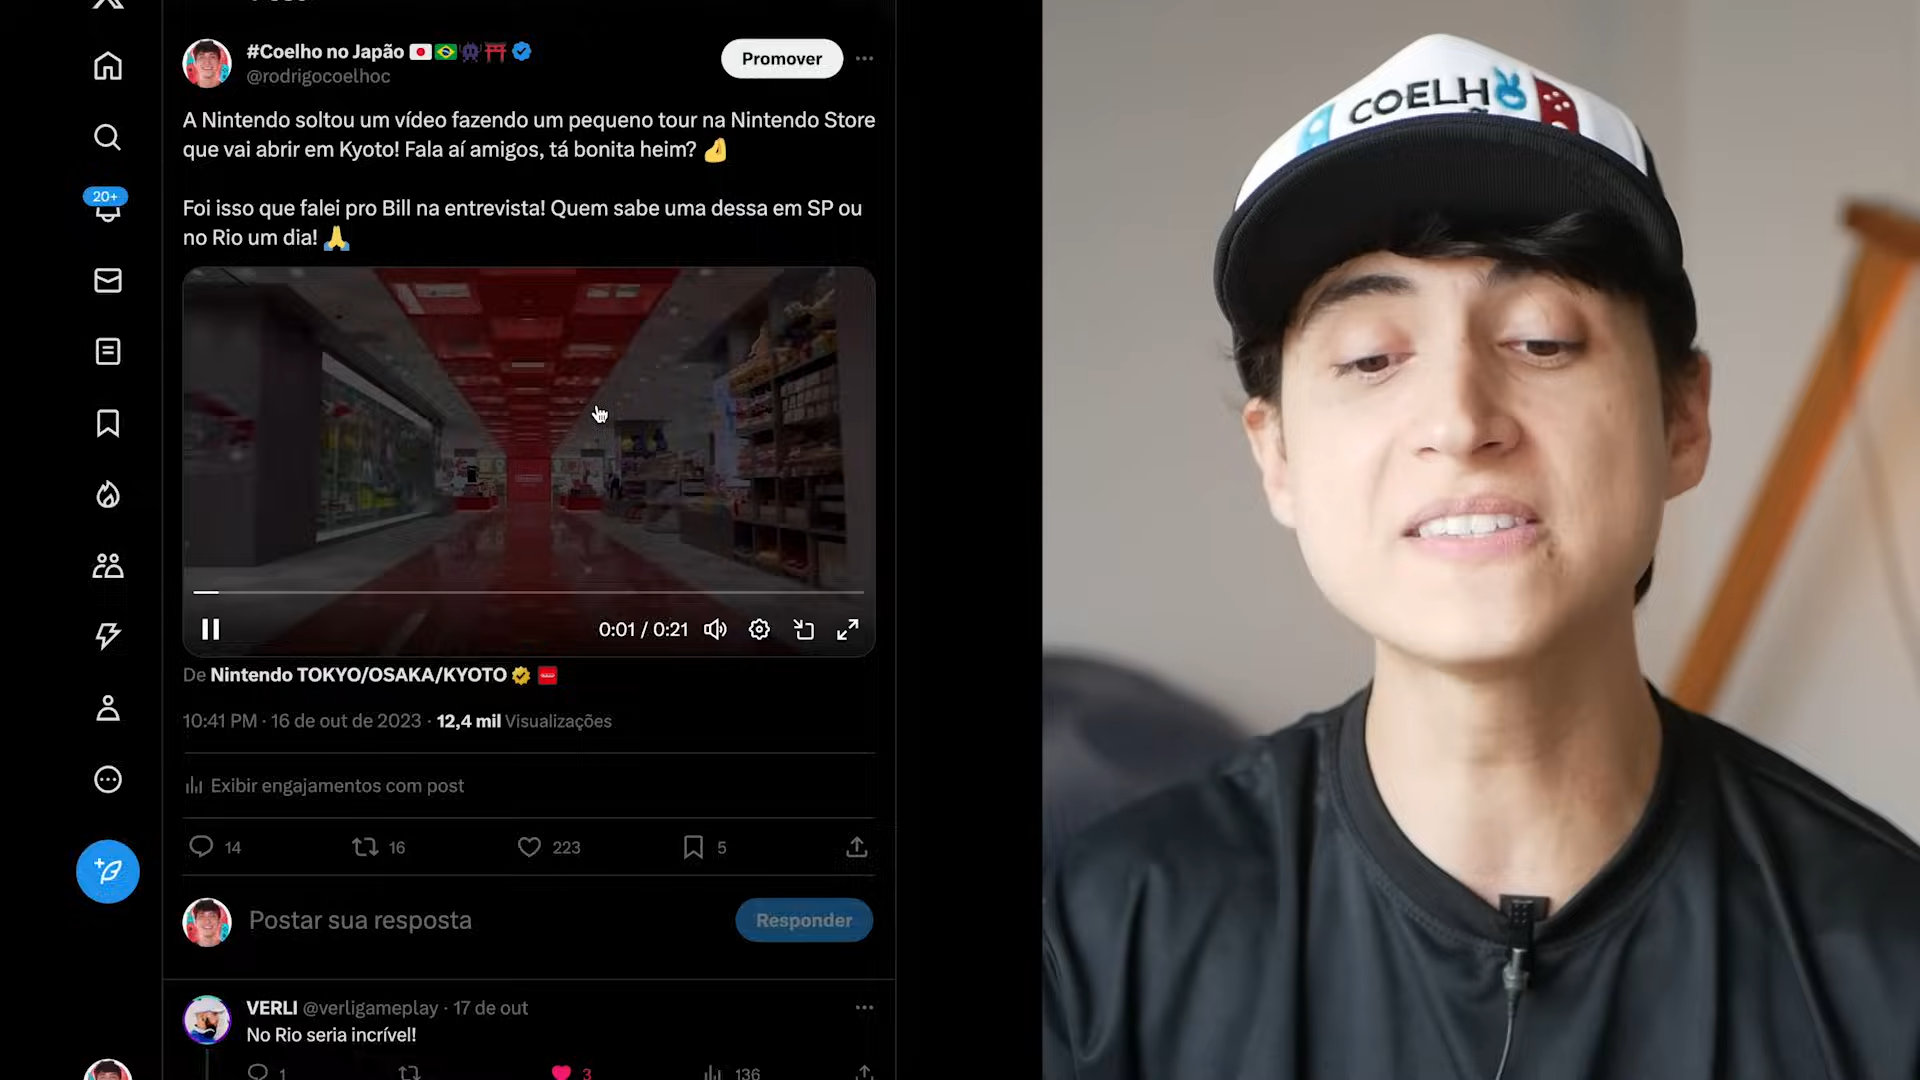 #Coelho no Japão
@rodrigocoelhoc
Promover
A Nintendo soltou um vídeo fazendo um pequeno tour na Nintendo Store
que vai abrir em Kyoto! Fala aí amigos, tá bonita heim?
Foi isso que falei pro Bill na entrevista! Quem sabe uma dessa em SP ou
no Rio um dia!
20+
0:01 / 0:21
De Nintendo TOKYO/OSAKA/KYOTO
10:41 PM · 16 de out de 2023 · 12,4 mil Visualizações
Exibir engajamentos com post
14 16 223 5
Postar sua resposta
Responder
VERLI @verligameplay · 17 de out
No Rio seria incrível!
1 3 136
COELHO